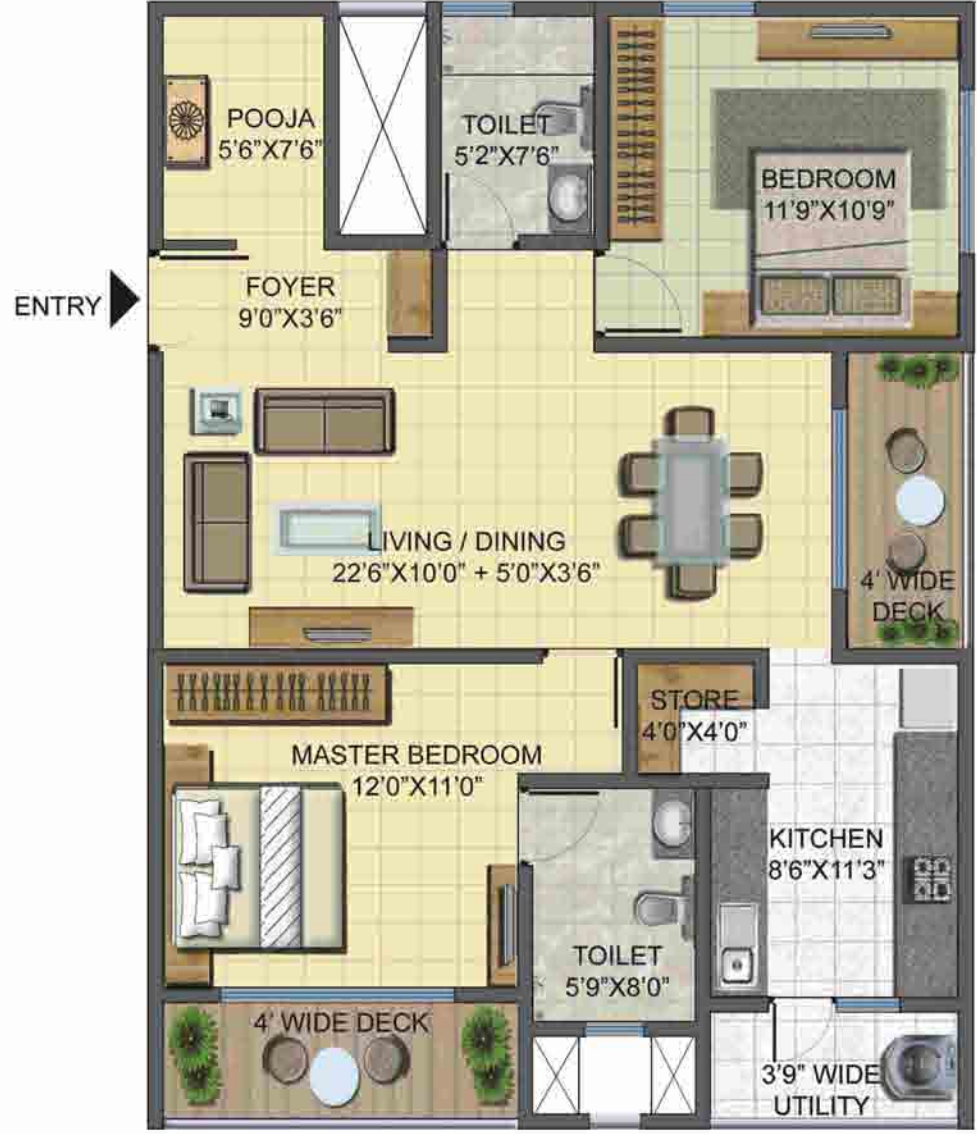 POOJA
5'6"X7'6"
TOILET
5'2"X7'6"
BEDROOM
11'9"X10'9"
ENTRY
FOYER
9'0"X3'6"
LIVING / DINING
22'6"X10'0" + 5'0"X3'6"
4' WIDE
DECK
STORE
4'0"X4'0"
MASTER BEDROOM
12'0"X11'0"
KITCHEN
8'6"X11'3"
TOILET
5'9"X8'0"
4' WIDE DECK
3'9" WIDE
UTILITY